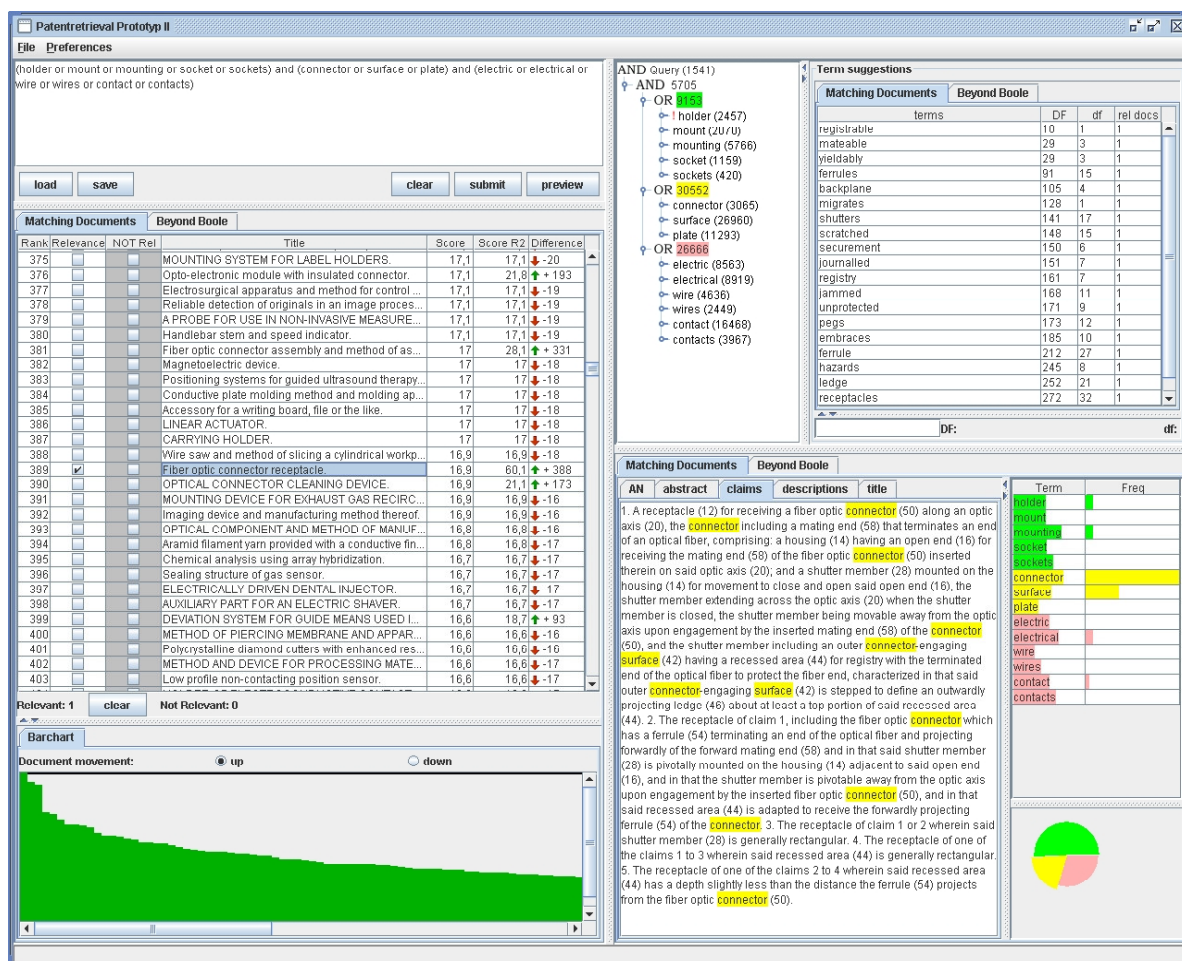 Patentretrieval Prototyp II
File Preferences
(holder or mount or mounting or socket or sockets) and (connector or surface or plate) and (electric or electrical or
wire or wires or contact or contacts)
load save clear submit preview
Matching Documents Beyond Boole
Rank Relevance NOT Rel Title Score Score R2 Difference
375 MOUNTING SYSTEM FOR LABEL HOLDERS. 17,1 17,1 -20
376 Opto-electronic module with insulated connector. 17,1 21,8 + 193
377 Electrosurgical apparatus and method for control ... 17,1 17,1 -19
378 Reliable detection of originals in an image proces... 17,1 17,1 -19
379 A PROBE FOR USE IN NON-INVASIVE MEASURE... 17,1 17,1 -19
380 Handlebar stem and speed indicator. 17,1 17,1 -19
381 Fiber optic connector assembly and method of as... 17 28,1 + 331
382 Magnetoelectric device. 17 17 -18
383 Positioning systems for guided ultrasound therapy... 17 17 -18
384 Conductive plate molding method and molding ap... 17 17 -18
385 Accessory for a writing board, file or the like. 17 17 -18
386 LINEAR ACTUATOR. 17 17 -18
387 CARRYING HOLDER. 17 17 -18
388 Wire saw and method of slicing a cylindrical workp... 16,9 16,9 -18
389 Fiber optic connector receptacle. 16,9 60,1 + 388
390 OPTICAL CONNECTOR CLEANING DEVICE. 16,9 21,1 + 173
391 MOUNTING DEVICE FOR EXHAUST GAS RECIRC... 16,9 16,9 -16
392 Imaging device and manufacturing method thereof. 16,9 16,9 -16
393 OPTICAL COMPONENT AND METHOD OF MANUF... 16,8 16,8 -16
394 Aramid filament yarn provided with a conductive fin... 16,8 16,8 -17
395 Chemical analysis using array hybridization. 16,7 16,7 -17
396 Sealing structure of gas sensor. 16,7 16,7 -17
397 ELECTRICALLY DRIVEN DENTAL INJECTOR. 16,7 16,7 -17
398 AUXILIARY PART FOR AN ELECTRIC SHAVER. 16,7 16,7 -17
399 DEVIATION SYSTEM FOR GUIDE MEANS USED I... 16,6 18,7 + 93
400 METHOD OF PIERCING MEMBRANE AND APPAR... 16,6 16,6 -16
401 Polycrystalline diamond cutters with enhanced res... 16,6 16,6 -17
402 METHOD AND DEVICE FOR PROCESSING MATE... 16,6 16,6 -17
403 Low profile non-contacting position sensor. 16,6 16,6 -17
Relevant: 1 clear Not Relevant: 0
Barchart
Document movement: up down
AND Query (1541)
AND 5705
OR 9153
! holder (2457)
mount (2070)
mounting (5766)
socket (1159)
sockets (420)
OR 30552
connector (3065)
surface (26960)
plate (11293)
OR 26666
electric (8563)
electrical (8919)
wire (4636)
wires (2449)
contact (16468)
contacts (3967)
Term suggestions
Matching Documents Beyond Boole
terms DF df rel docs
registrable 10 1 1
mateable 29 3 1
yieldably 29 3 1
ferrules 91 15 1
backplane 105 4 1
migrates 128 1 1
shutters 141 17 1
scratched 148 15 1
securement 150 6 1
journalled 151 7 1
registry 161 7 1
jammed 168 11 1
unprotected 171 9 1
pegs 173 12 1
embraces 185 10 1
ferrule 212 27 1
hazards 245 8 1
ledge 252 21 1
receptacles 272 32 1
DF: df:
Matching Documents Beyond Boole
AN abstract claims descriptions title
1. A receptacle (12) for receiving a fiber optic connector (50) along an optic
axis (20), the connector including a mating end (58) that terminates an end
of an optical fiber, comprising: a housing (14) having an open end (16) for
receiving the mating end (58) of the fiber optic connector (50) inserted
therein on said optic axis (20); and a shutter member (28) mounted on the
housing (14) for movement to close and open said open end (16), the
shutter member extending across the optic axis (20) when the shutter
member is closed, the shutter member being movable away from the optic
axis upon engagement by the inserted mating end (58) of the connector
(50), and the shutter member including an outer connector-engaging
surface (42) having a recessed area (44) for registry with the terminated
end of the optical fiber to protect the fiber end, characterized in that said
outer connector-engaging surface (42) is stepped to define an outwardly
projecting ledge (46) about at least a top portion of said recessed area
(44). 2. The receptacle of claim 1, including the fiber optic connector which
has a ferrule (54) terminating an end of the optical fiber and projecting
forwardly of the forward mating end (58) and in that said shutter member
(28) is pivotally mounted on the housing (14) adjacent to said open end
(16), and in that the shutter member is pivotable away from the optic axis
upon engagement by the inserted fiber optic connector (50), and in that
said recessed area (44) is adapted to receive the forwardly projecting
ferrule (54) of the connector. 3. The receptacle of claim 1 or 2 wherein said
shutter member (28) is generally rectangular. 4. The receptacle of one of
the claims 1 to 3 wherein said recessed area (44) is generally rectangular.
5. The receptacle of one of the claims 2 to 4 wherein said recessed area
(44) has a depth slightly less than the distance the ferrule (54) projects
from the fiber optic connector (50).
Term Freq
holder
mount
mounting
socket
sockets
connector
surface
plate
electric
electrical
wire
wires
contact
contacts